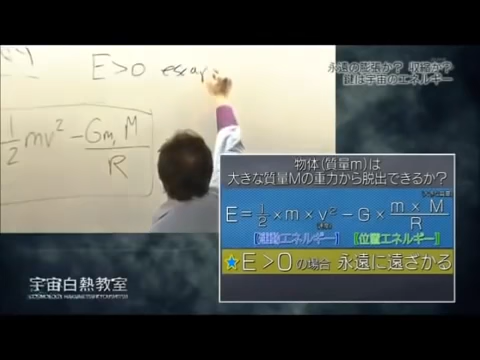 永遠の膨張か? 収縮か?
鍵は宇宙のエネルギー
E>0 escap
1/2 mv² - Gm, M/R
物体(質量m)は
大きな質量Mの重力から脱出できるか?
E=½×m×v²-G×(m×M)/R
[運動エネルギー] [位置エネルギー]
★E>0の場合 永遠に遠ざかる
宇宙白熱教室